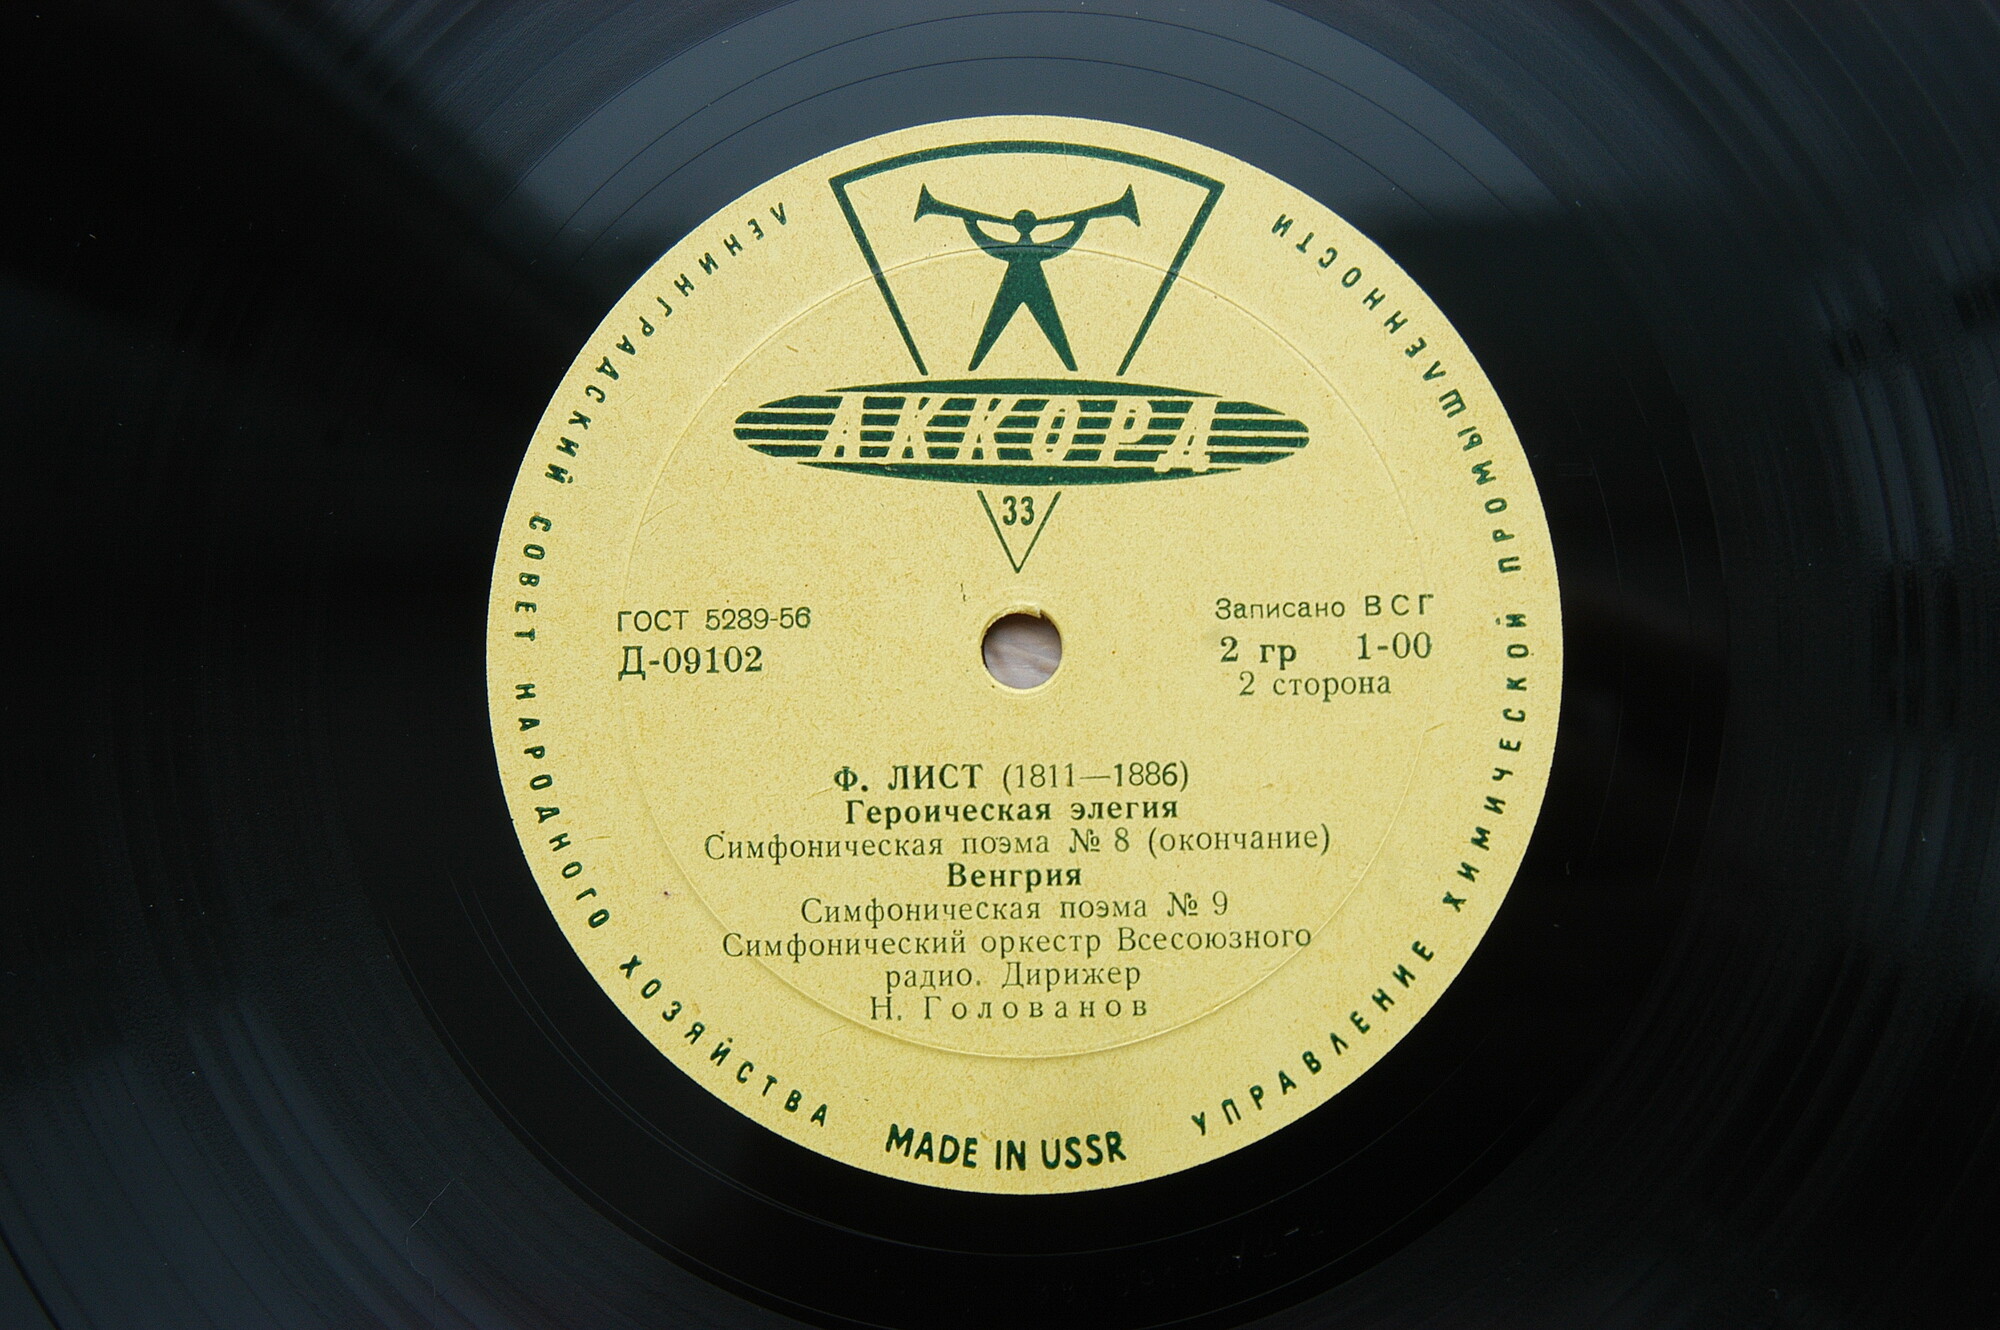 АККОРД
33
ГОСТ 5289-56
Д-09102
Записано ВСГ
2 гр 1-00
2 сторона
Ф. ЛИСТ (1811—1886)
Героическая элегия
Симфоническая поэма № 8 (окончание)
Венгрия
Симфоническая поэма № 9
Симфонический оркестр Всесоюзного
радио. Дирижер
Н. Голованов
ЛЕНИНГРАДСКИЙ СОВЕТ НАРОДНОГО ХОЗЯЙСТВА
MADE IN USSR
УПРАВЛЕНИЕ ХИМИЧЕСКОЙ ПРОМЫШЛЕННОСТИ